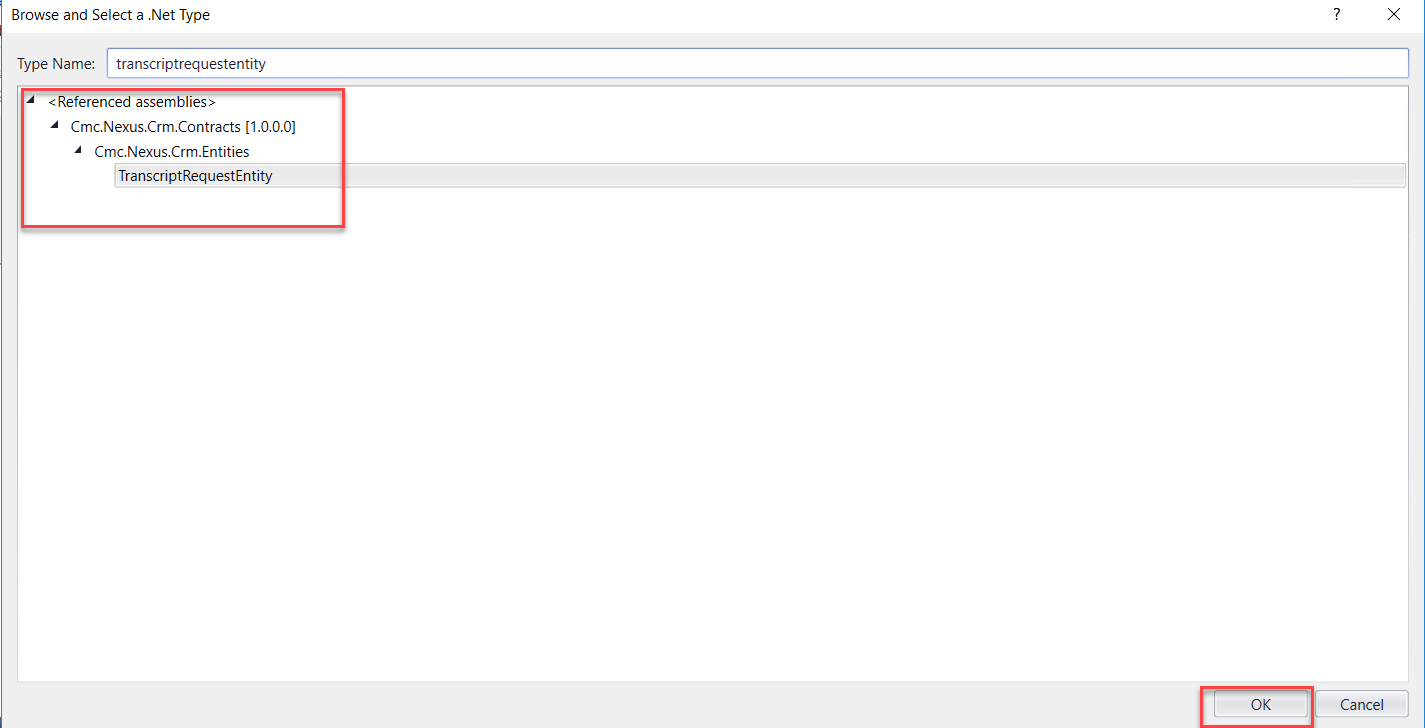 Browse and Select a .Net Type ?
Type Name: transcriptrequestentity
<Referenced assemblies>
Cmc.Nexus.Crm.Contracts [1.0.0.0]
Cmc.Nexus.Crm.Entities
TranscriptRequestEntity
OK Cancel